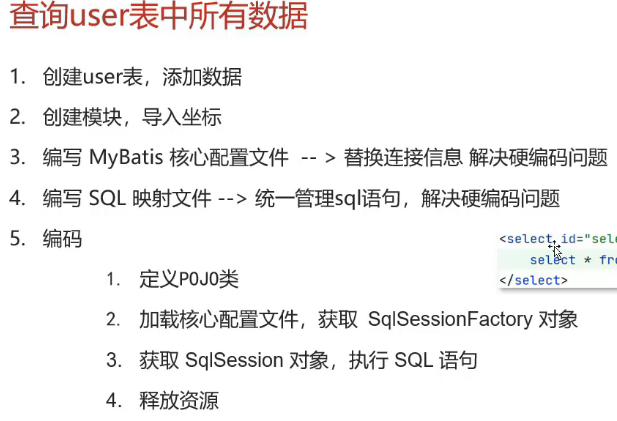 查询user表中所有数据
1. 创建user表，添加数据
2. 创建模块，导入坐标
3. 编写 MyBatis 核心配置文件 -- > 替换连接信息 解决硬编码问题
4. 编写 SQL 映射文件 --> 统一管理sql语句，解决硬编码问题
5. 编码
<select id="sele
select * fro
</select>
1. 定义POJO类
2. 加载核心配置文件，获取 SqlSessionFactory 对象
3. 获取 SqlSession 对象，执行 SQL 语句
4. 释放资源